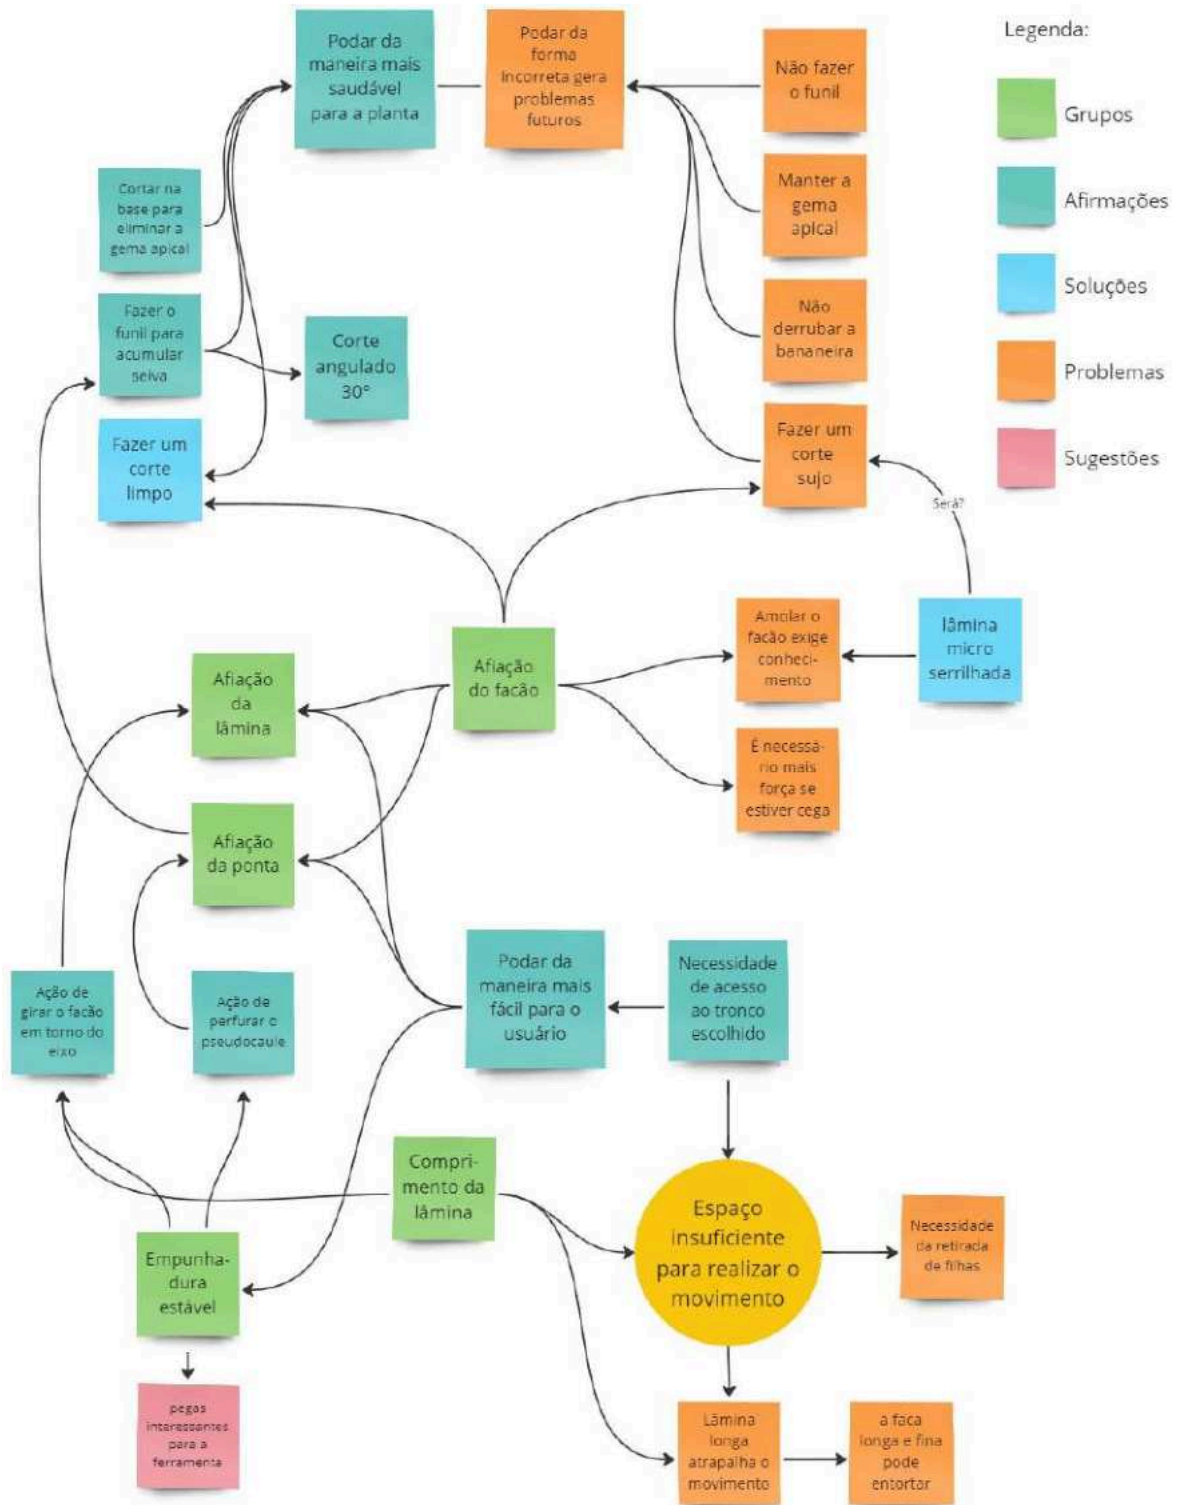 Podar da
maneira mais
saudável
para a planta
Podar da
forma
incorreta gera
problemas
futuros
Não fazer
o funil
Legenda:
Grupos
Afirmações
Soluções
Problemas
Sugestões
Cortar na
base para
eliminar a
gema apical
Manter a
gema
apical
Fazer o
funil para
acumular
seiva
Corte
angulado
30°
Não
derrubar a
bananeira
Fazer um
corte
limpo
Fazer um
corte
sujo
Será?
Afiação
do facão
Amolar o
facão exige
conheci-
mento
lâmina
micro
serrilhada
Afiação
da
lâmina
É necessá-
rio mais
força se
estiver cega
Afiação
da ponta
Ação de
girar o facão
em torno do
eixo
Ação de
perfurar o
pseudocaule
Podar da
maneira mais
fácil para o
usuário
Necessidade
de acesso
ao tronco
escolhido
Compri-
mento da
lâmina
Espaço
insuficiente
para realizar o
movimento
Necessidade
da retirada
de filhas
Empunha-
dura
estável
pegas
interessantes
para a
ferramenta
Lâmina
longa
atrapalha o
movimento
a faca
longa e fina
pode
entortar